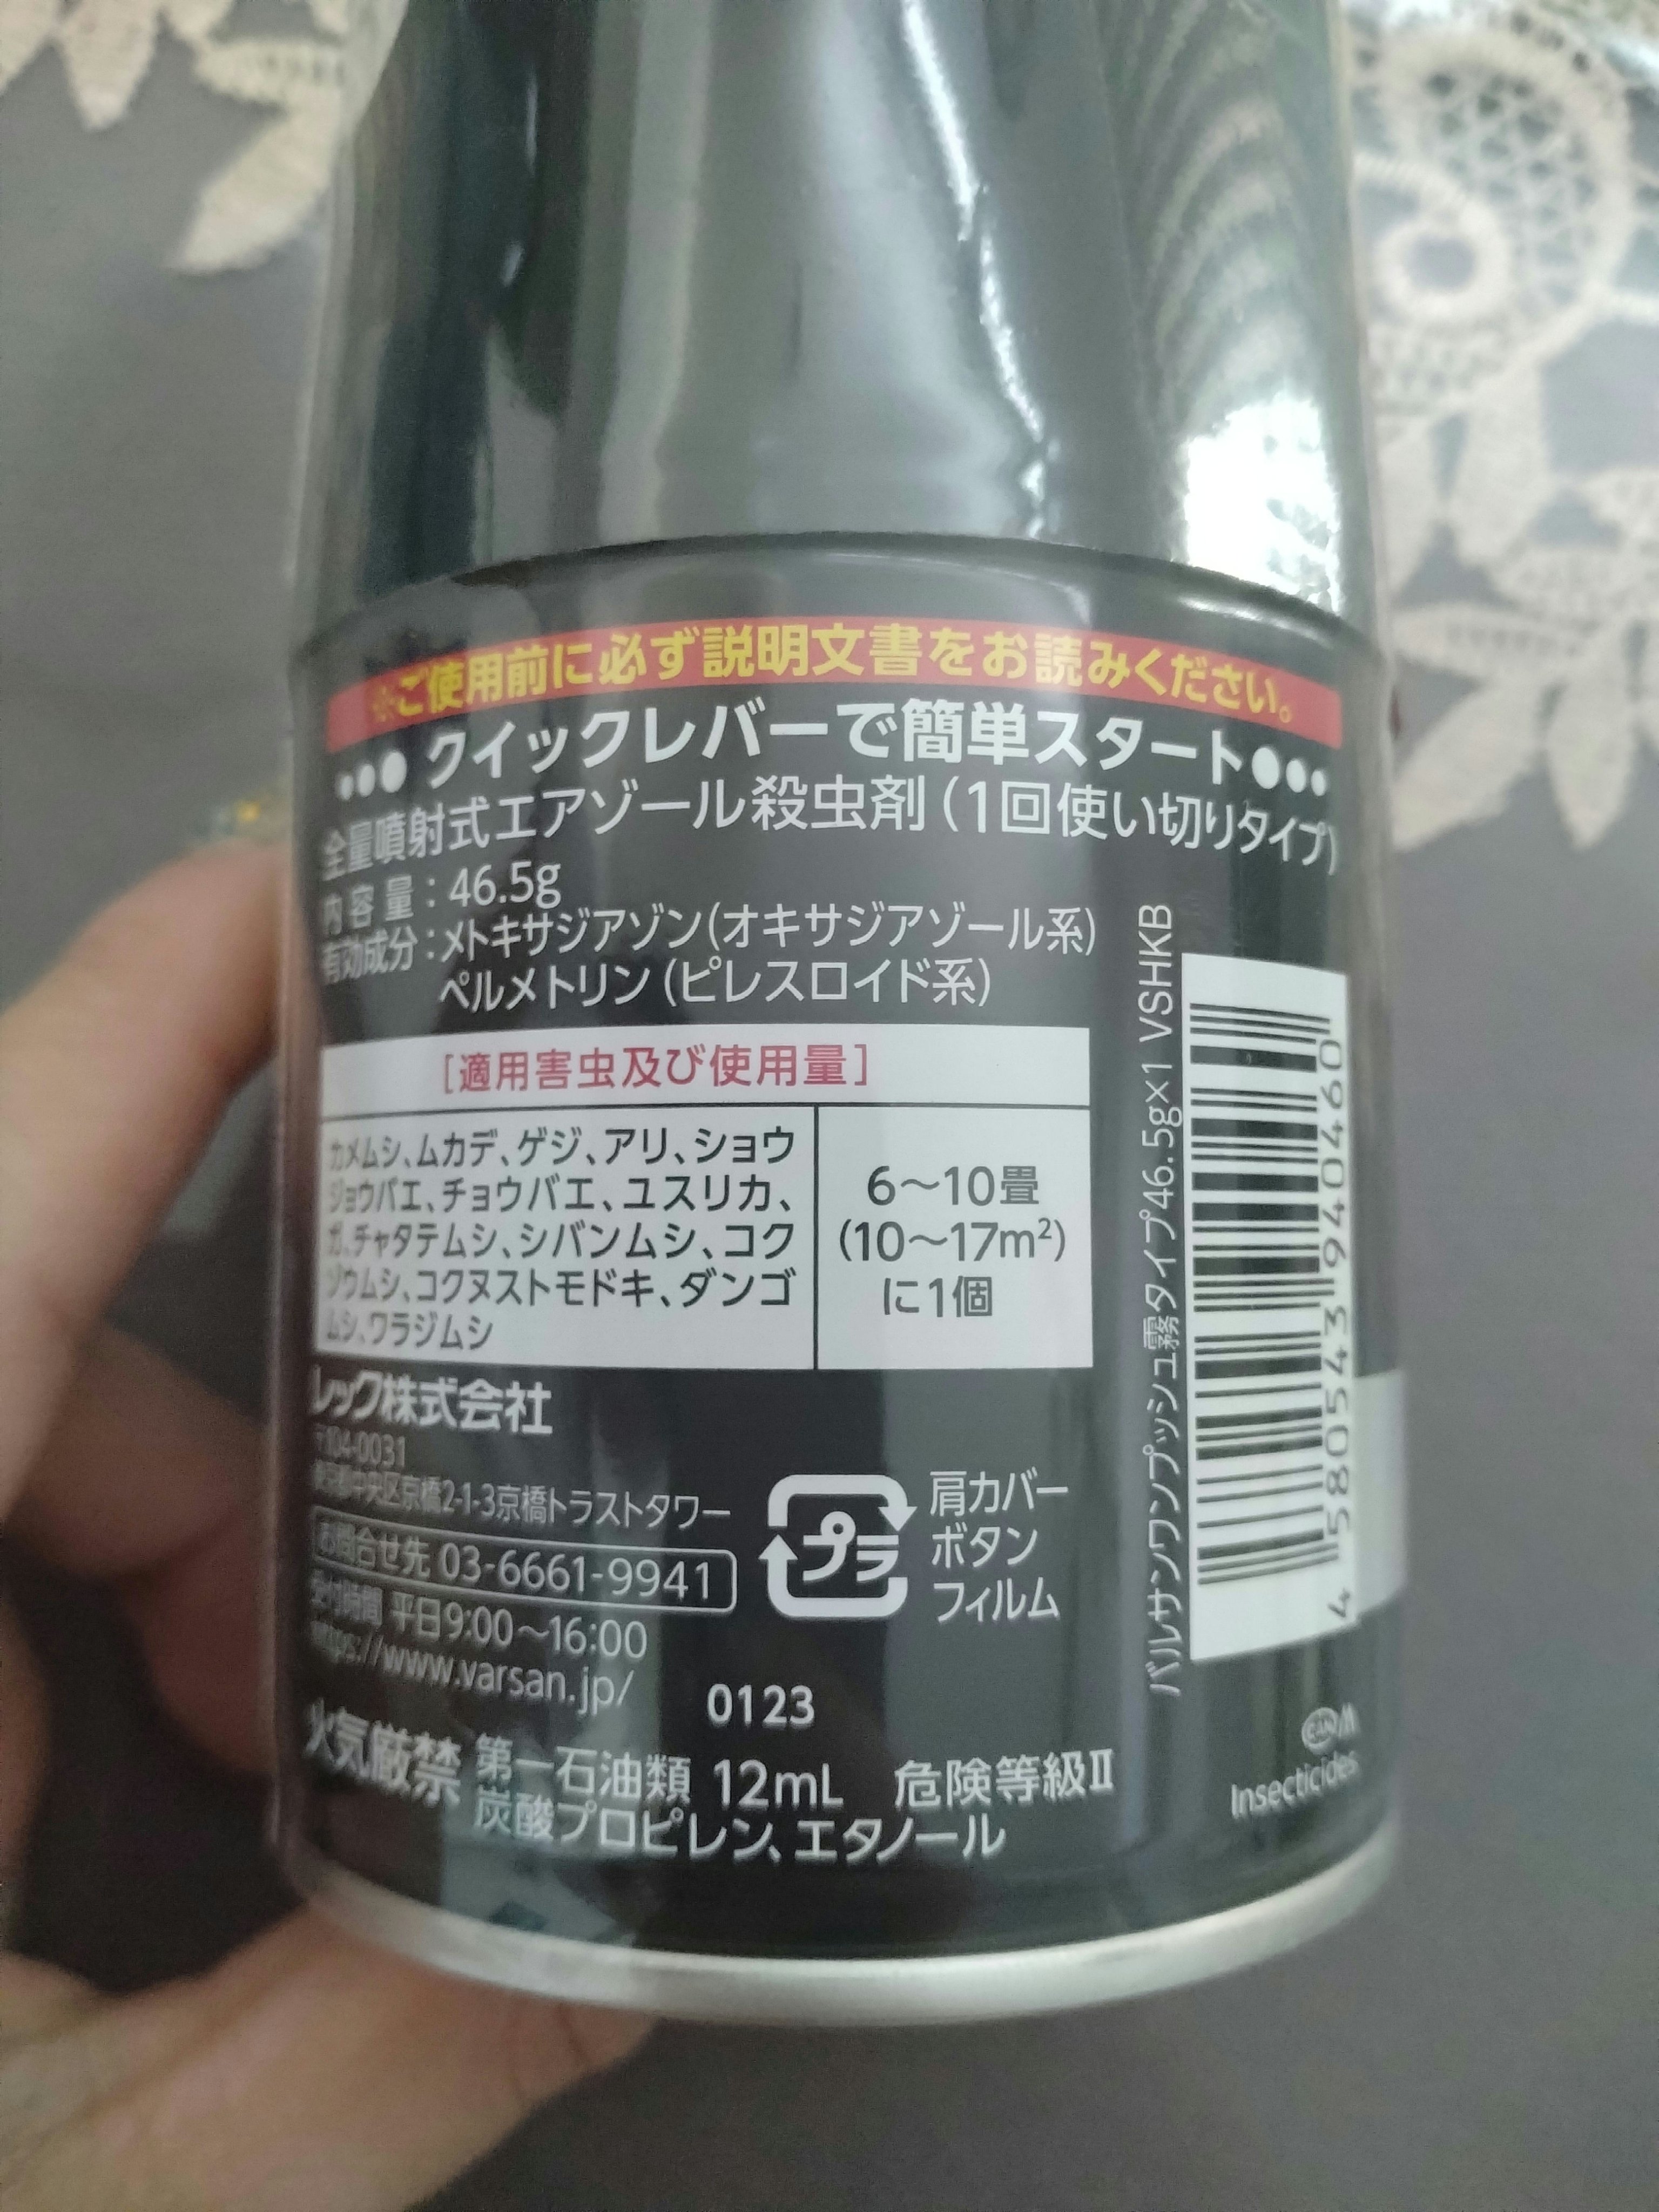 ※ご使用前に必ず説明文書をお読みください。
クイックレバーで簡単スタート
全量噴射式エアゾール殺虫剤(1回使い切りタイプ)
内容量:46.5g
有効成分:メトキサジアゾン(オキサジアゾール系)
ペルメトリン(ピレスロイド系)
[適用害虫及び使用量]
カメムシ、ムカデ、ゲジ、アリ、ショウ
ジョウバエ、チョウバエ、ユスリカ、
ガ、チャタテムシ、シバンムシ、コク
ゾウムシ、コクヌストモドキ、ダンゴ
ムシ、ワラジムシ
6〜10畳
(10〜17m²)
に1個
レック株式会社
〒104-0031
東京都中央区京橋2-1-3京橋トラストタワー
お問合せ先 03-6661-9941
受付時間 平日9:00〜16:00
https://www.varsan.jp/
プラ
肩カバー
ボタン
フィルム
0123
火気厳禁 第一石油類 12mL 危険等級Ⅱ
炭酸プロピレン、エタノール
バルサンワンプッシュ霧タイプ46.5g×1 VSHKB
4 580543 940460
Insecticides